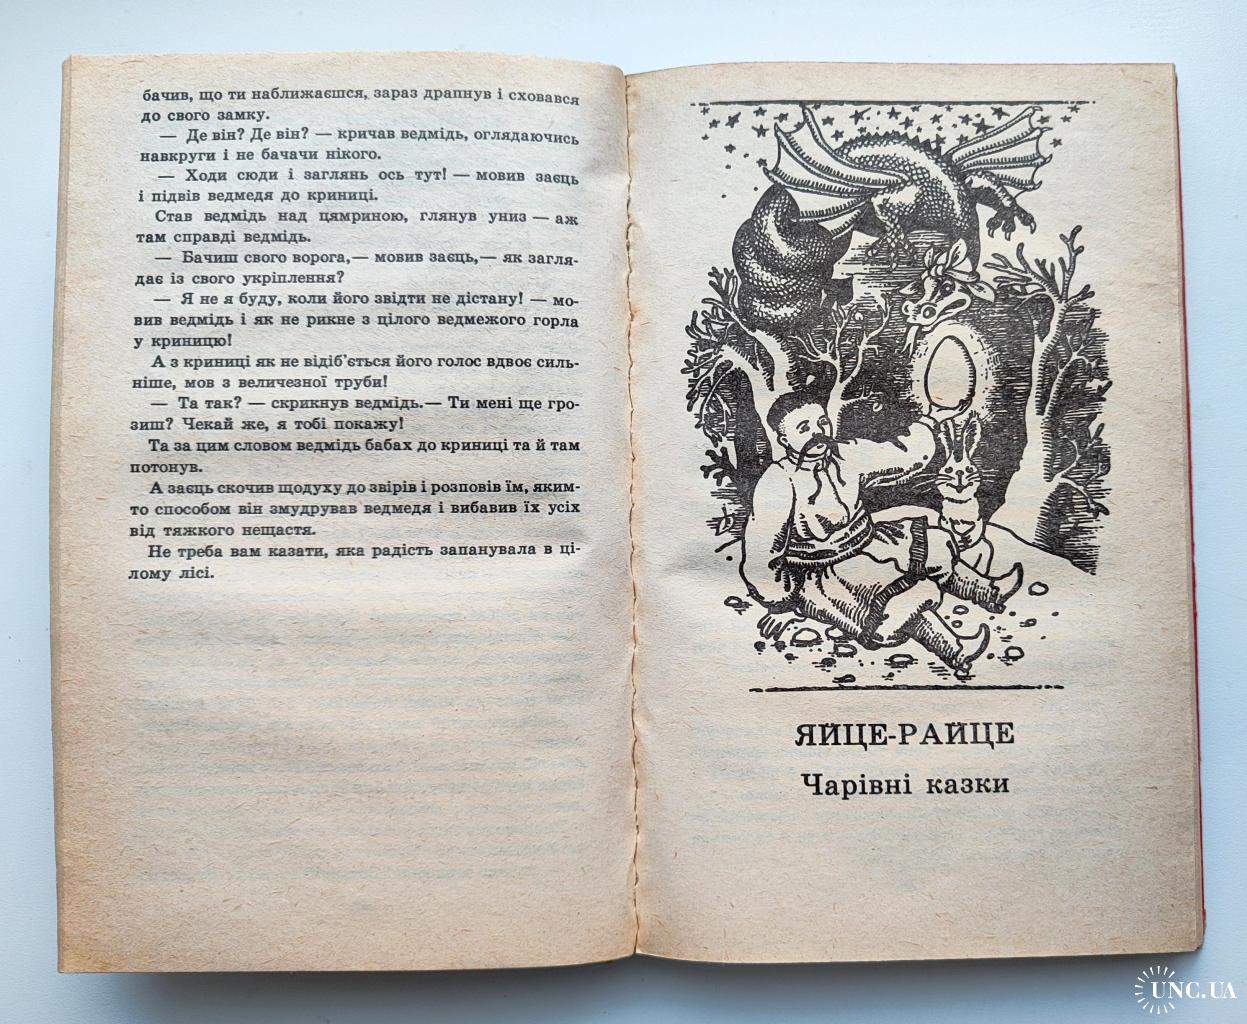 бачив, що ти наближаєшся, зараз драпнув і сховався
до свого замку.
— Де він? Де він? — кричав ведмідь, оглядаючись
навкруги і не бачачи нікого.
— Ходи сюди і заглянь ось тут! — мовив заєць
і підвів ведмедя до криниці.
Став ведмідь над цямриною, глянув униз — аж
там справді ведмідь.
— Бачиш свого ворога,— мовив заєць,— як загля-
дає із свого укріплення?
— Я не я буду, коли його звідти не дістану! — мо-
вив ведмідь і як не рикне з цілого ведмежого горла
у криницю!
А з криниці як не відіб'ється його голос вдвоє силь-
ніше, мов з величезної труби!
— Та так? — скрикнув ведмідь.— Ти мені ще гро-
зиш? Чекай же, я тобі покажу!
Та за цим словом ведмідь бабах до криниці та й там
потонув.
А заєць скочив щодуху до звірів і розповів їм, яким-
то способом він змудрував ведмедя і вибавив їх усіх
від тяжкого нещастя.
Не треба вам казати, яка радість запанувала в ці-
лому лісі.
ЯЙЦЕ-РАЙЦЕ
Чарівні казки
UNC.UA